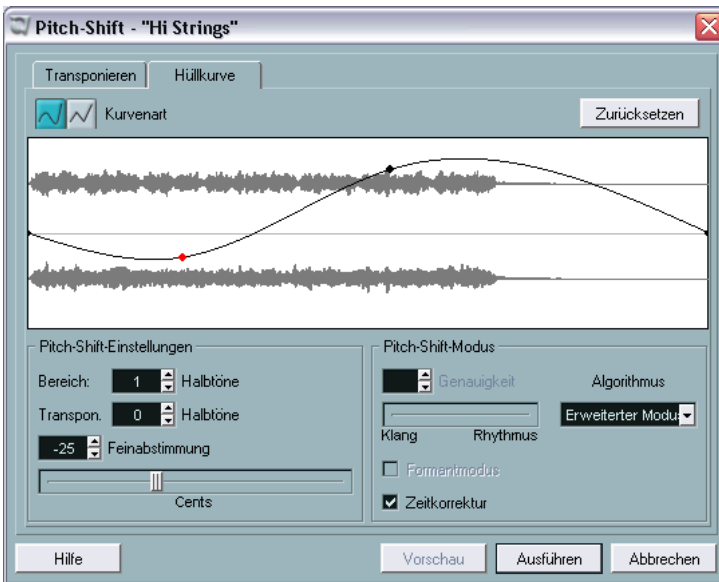 Pitch-Shift - "Hi Strings"
Transponieren
Hüllkurve
Kurvenart
Zurücksetzen
Pitch-Shift-Einstellungen
Bereich: 1 Halbtöne
Transpon. 0 Halbtöne
-25 Feinabstimmung
Cents
Pitch-Shift-Modus
Genauigkeit
Algorithmus
Erweiterter Modu
Klang Rhythmus
Formantmodus
Zeitkorrektur
Hilfe
Vorschau
Ausführen
Abbrechen